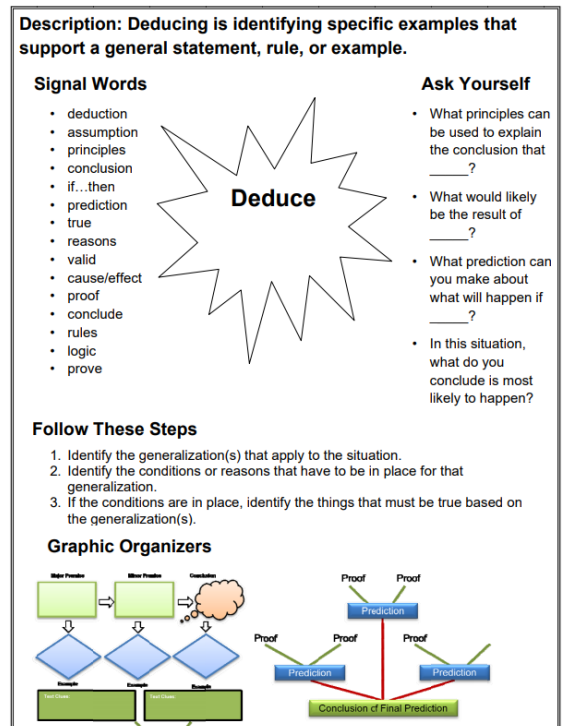 Description: Deducing is identifying specific examples that
support a general statement, rule, or example.
Signal Words
• deduction
• assumption
• principles
• conclusion
• if…then
• prediction
• true
• reasons
• valid
• cause/effect
• proof
• conclude
• rules
• logic
• prove
Deduce
Ask Yourself
• What principles can
be used to explain
the conclusion that
_____?
• What would likely
be the result of
_____?
• What prediction can
you make about
what will happen if
_____?
• In this situation,
what do you
conclude is most
likely to happen?
Follow These Steps
1. Identify the generalization(s) that apply to the situation.
2. Identify the conditions or reasons that have to be in place for that
generalization.
3. If the conditions are in place, identify the things that must be true based on
the generalization(s).
Graphic Organizers
Major Premise
Minor Premise
Conclusion
Example
Example
Example
Text Clues:
Text Clues:
Proof
Proof
Prediction
Proof
Proof
Proof
Prediction
Prediction
Conclusion of Final Prediction